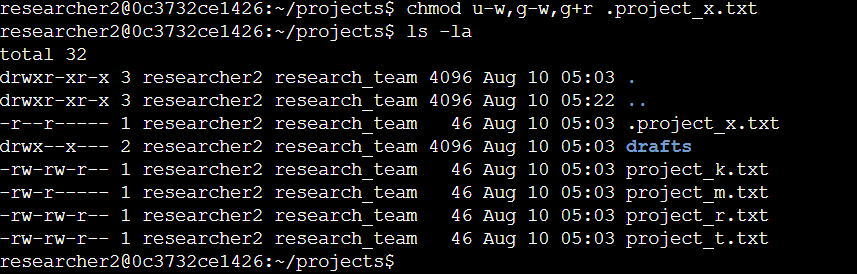 researcher2@0c3732ce1426:~/projects$ chmod u-w,g-w,g+r .project_x.txt
researcher2@0c3732ce1426:~/projects$ ls -la
total 32
drwxr-xr-x 3 researcher2 research_team 4096 Aug 10 05:03 .
drwxr-xr-x 3 researcher2 research_team 4096 Aug 10 05:22 ..
-r--r----- 1 researcher2 research_team   46 Aug 10 05:03 .project_x.txt
drwx--x--- 2 researcher2 research_team 4096 Aug 10 05:03 drafts
-rw-rw-r-- 1 researcher2 research_team   46 Aug 10 05:03 project_k.txt
-rw-r----- 1 researcher2 research_team   46 Aug 10 05:03 project_m.txt
-rw-rw-r-- 1 researcher2 research_team   46 Aug 10 05:03 project_r.txt
-rw-rw-r-- 1 researcher2 research_team   46 Aug 10 05:03 project_t.txt
researcher2@0c3732ce1426:~/projects$